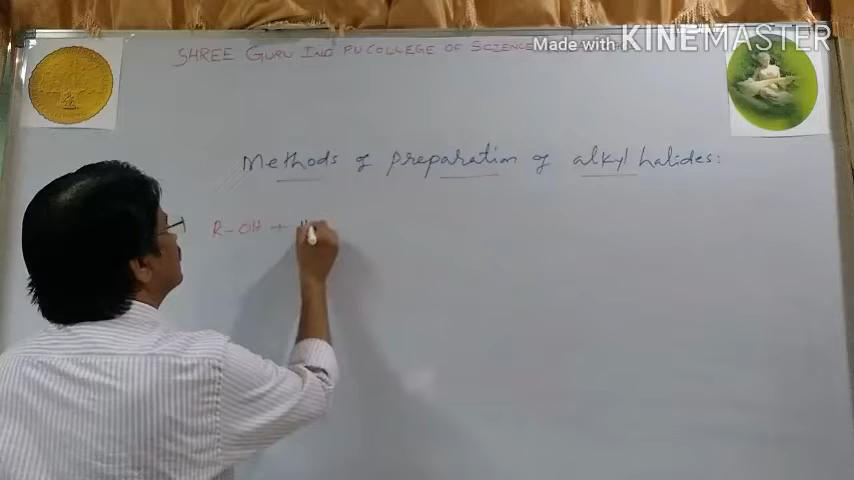 SHREE GURU IND PU COLLEGE OF SCIENCE
Made with KINEMASTER
Methods of preparation of alkyl halides:
R-OH +